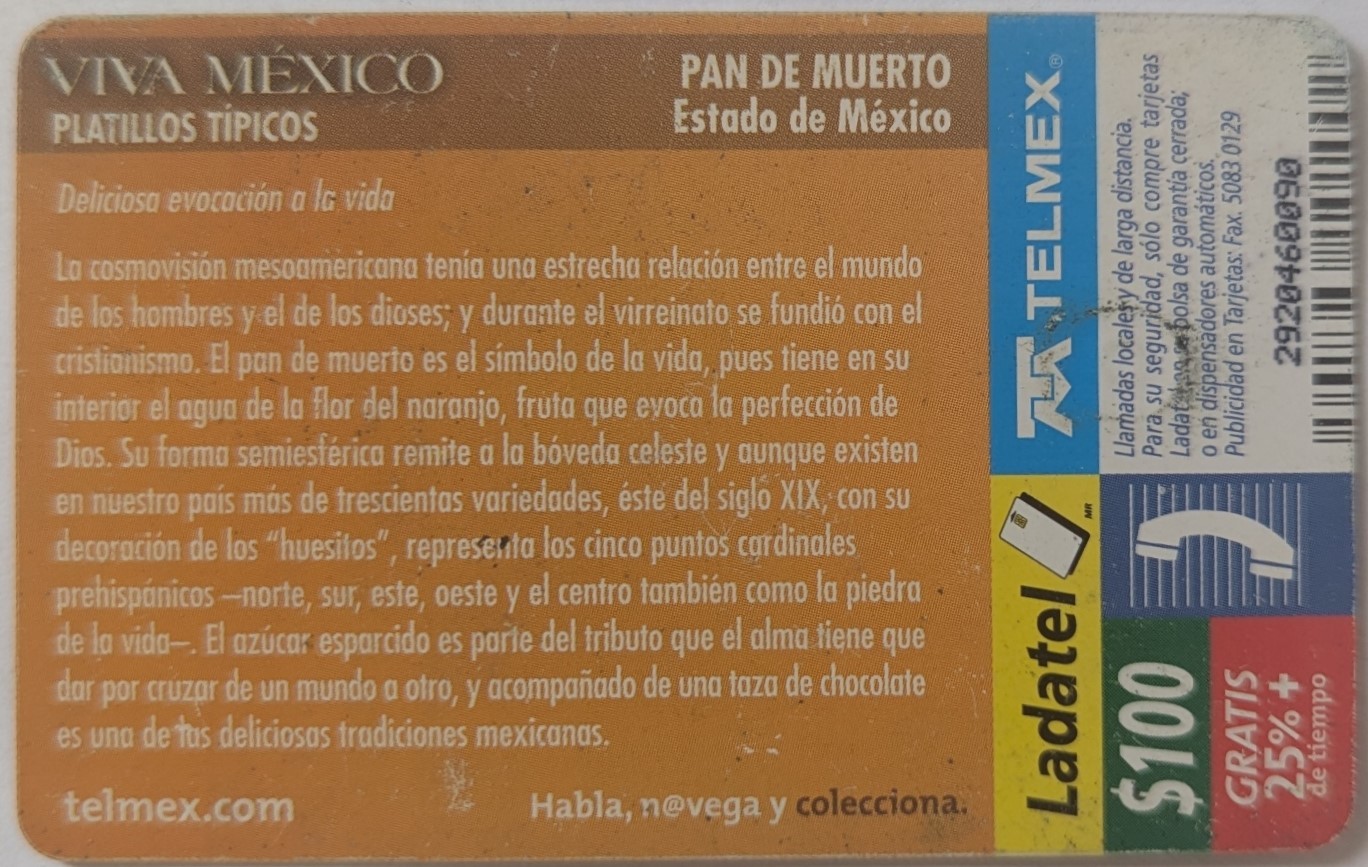 VIVA MÉXICO
PLATILLOS TÍPICOS
PAN DE MUERTO
Estado de México
Deliciosa evocación a la vida
La cosmovisión mesoamericana tenía una estrecha relación entre el mundo
de los hombres y el de los dioses; y durante el virreinato se fundió con el
cristianismo. El pan de muerto es el símbolo de la vida, pues tiene en su
interior el agua de la flor del naranjo, fruta que evoca la perfección de
Dios. Su forma semiesférica remite a la bóveda celeste y aunque existen
en nuestro país más de trescientas variedades, éste del siglo XIX, con su
decoración de los "huesitos", representa los cinco puntos cardinales
prehispánicos –norte, sur, este, oeste y el centro también como la piedra
de la vida–. El azúcar esparcido es parte del tributo que el alma tiene que
dar por cruzar de un mundo a otro, y acompañado de una taza de chocolate
es una de las deliciosas tradiciones mexicanas.
telmex.com
Habla, n@vega y colecciona.
TELMEX®
Ladatel
MR
Llamadas locales y de larga distancia.
Para su seguridad, sólo compre tarjetas
Ladatel en bolsa de garantía cerrada;
o en dispensadores automáticos.
Publicidad en Tarjetas: Fax. 5083 0129
2920460090
$100
GRATIS
25%+
de tiempo